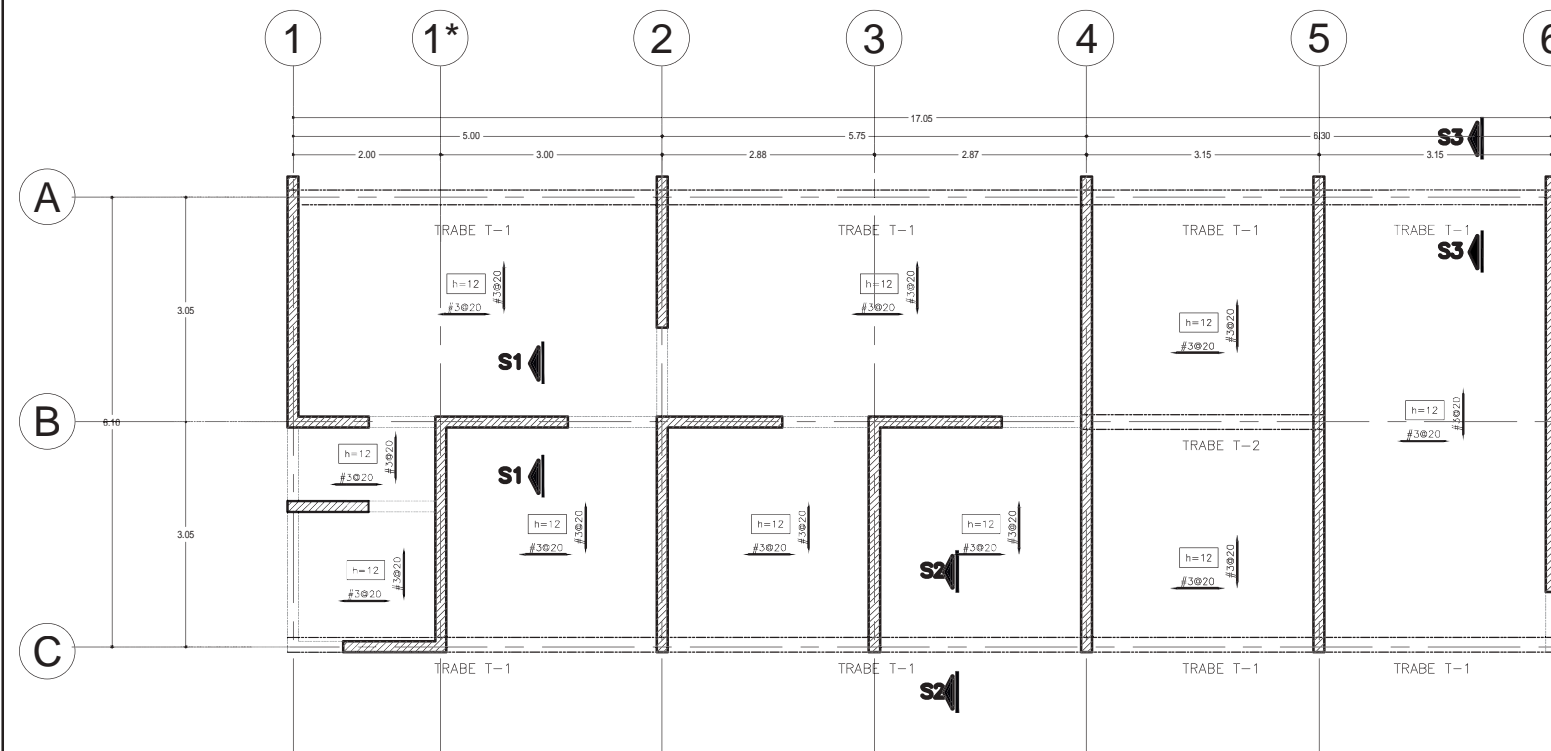 1 1* 2 3 4 5 6
17.05
5.00 5.75 6.30 S3
2.00 3.00 2.88 2.87 3.15 3.15
A
TRABE T-1 TRABE T-1 TRABE T-1 TRABE T-1
S3
h=12 #3@20 h=12 #3@20
#3@20 #3@20
3.05
h=12 #3@20
#3@20
S1
h=12 #3@20
#3@20
B
TRABE T-2
h=12 #3@20
#3@20
S1
h=12 #3@20 h=12 #3@20 h=12 #3@20
#3@20 #3@20 #3@20
3.05
h=12 #3@20 h=12 #3@20
#3@20 #3@20
S2
C
TRABE T-1 TRABE T-1 TRABE T-1 TRABE T-1
S2